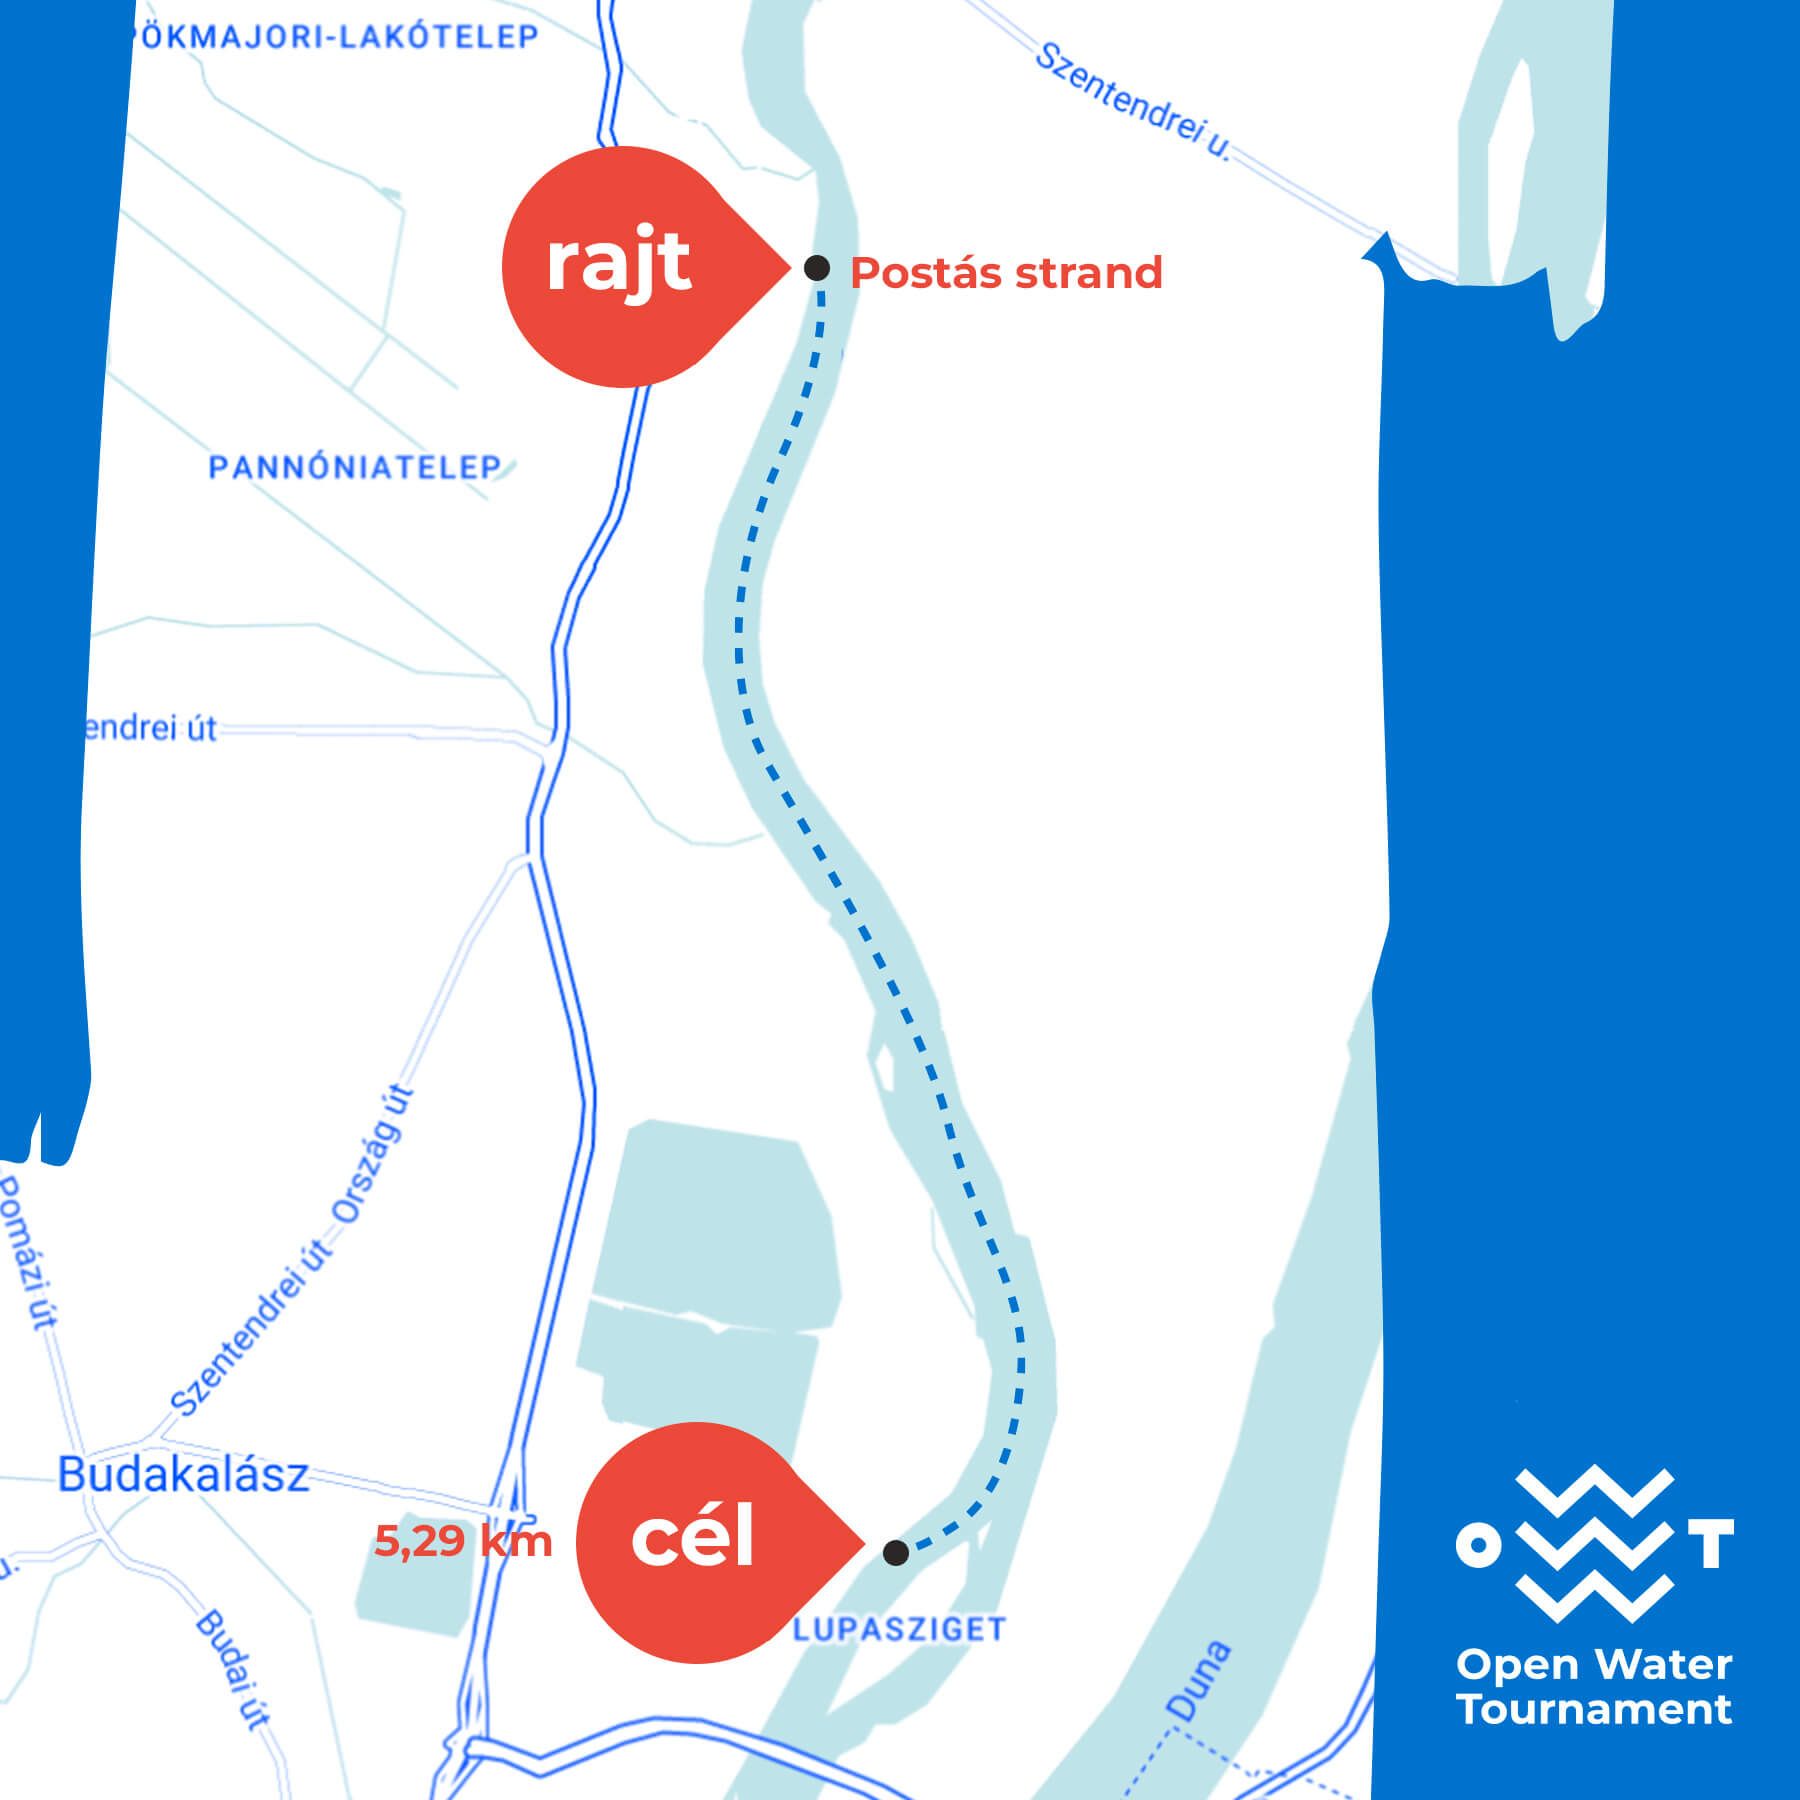 ÖKMAJORI-LAKÓTELEP
Szentendrei u.
rajt
Postás strand
PANNÓNIATELEP
endrei út
Ország út
Pomázi út
Szentendrei út
Budakalász
5,29 km
cél
u.
LUPASZIGET
Budai út
Duna
O T
Open Water
Tournament